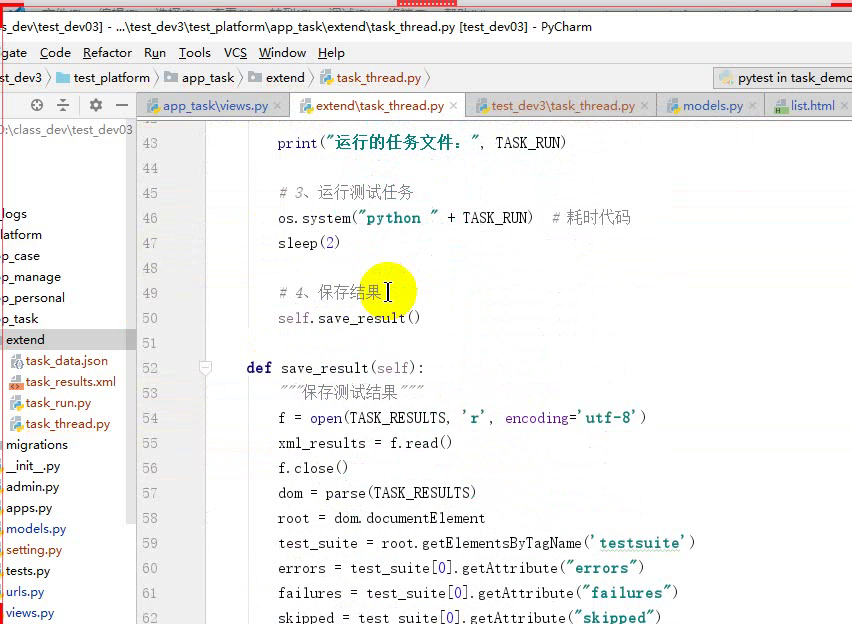 s_dev\test_dev03] - ...\test_dev3\test_platform\app_task\extend\task_thread.py [test_dev03] - PyCharm
gate Code Refactor Run Tools VCS Window Help
st_dev3 test_platform app_task extend task_thread.py pytest in task_demo
app_task\views.py extend\task_thread.py test_dev3\task_thread.py models.py list.html
D:\class_dev\test_dev03
logs
latform
p_case
p_manage
p_personal
p_task
extend
task_data.json
task_results.xml
task_run.py
task_thread.py
migrations
__init__.py
admin.py
apps.py
models.py
setting.py
tests.py
urls.py
views.py
43 print("运行的任务文件：", TASK_RUN)
44
45 # 3、运行测试任务
46 os.system("python " + TASK_RUN) # 耗时代码
47 sleep(2)
48
49 # 4、保存结果
50 self.save_result()
51
52 def save_result(self):
53 """保存测试结果"""
54 f = open(TASK_RESULTS, 'r', encoding='utf-8')
55 xml_results = f.read()
56 f.close()
57 dom = parse(TASK_RESULTS)
58 root = dom.documentElement
59 test_suite = root.getElementsByTagName('testsuite')
60 errors = test_suite[0].getAttribute("errors")
61 failures = test_suite[0].getAttribute("failures")
62 skipped = test_suite[0].getAttribute("skipped")